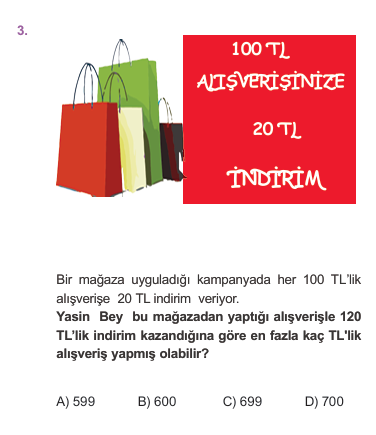 3.
100 TL
ALIŞVERİŞİNİZE
20 TL
İNDİRİM
Bir mağaza uyguladığı kampanyada her 100 TL’lik
alışverişe 20 TL indirim veriyor.
Yasin Bey bu mağazadan yaptığı alışverişle 120
TL’lik indirim kazandığına göre en fazla kaç TL'lik
alışveriş yapmış olabilir?
A) 599 B) 600 C) 699 D) 700